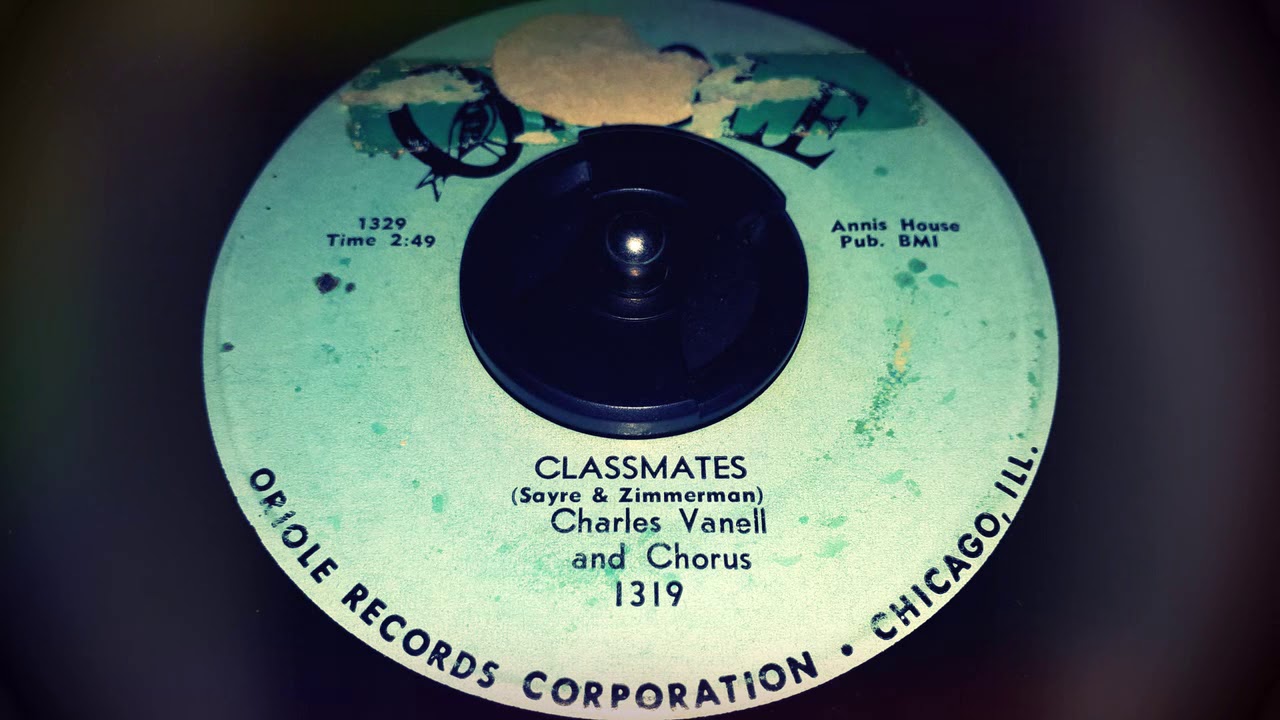 1329
Time 2:49
Annis House
Pub. BMI
CLASSMATES
(Sayre & Zimmerman)
Charles Vanell
and Chorus
1319
ORIOLE RECORDS CORPORATION • CHICAGO, ILL.